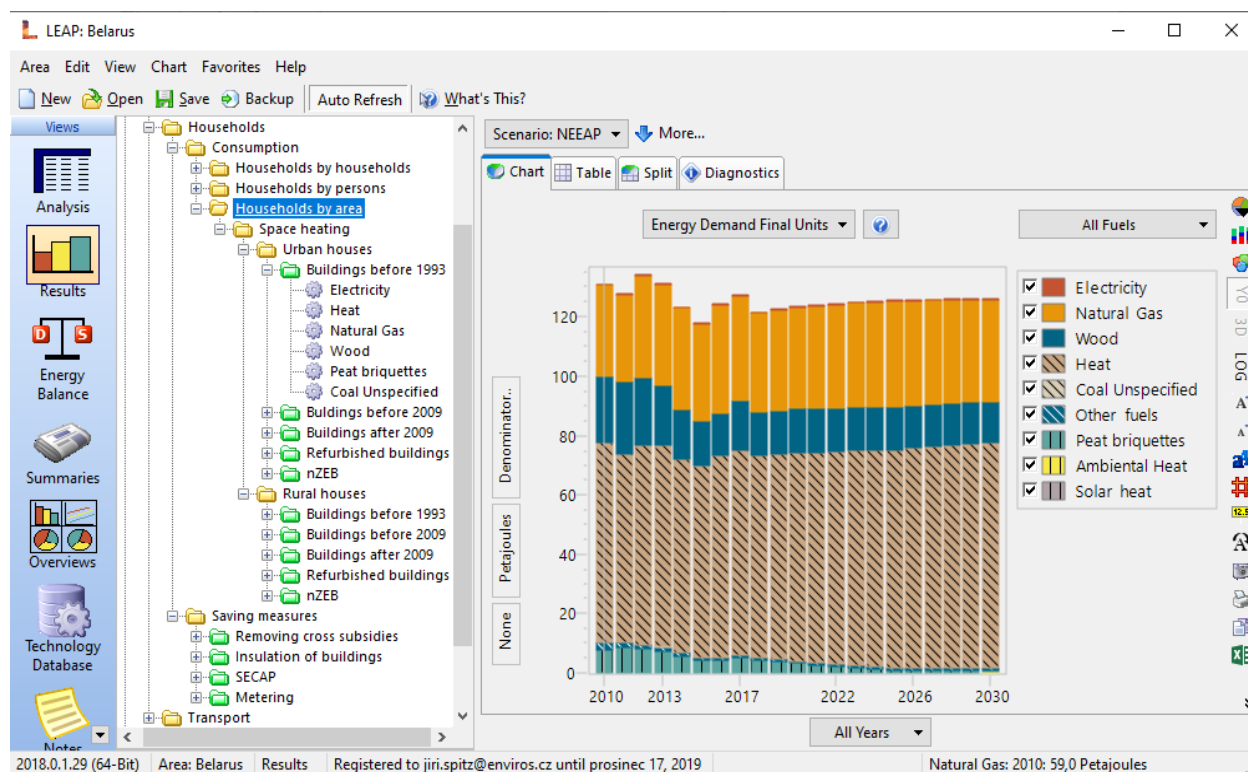 LEAP: Belarus
Area Edit View Chart Favorites Help
New Open Save Backup Auto Refresh What's This?
Views
Analysis
Results
D S
Energy
Balance
Summaries
Overviews
Technology
Database
Notes
Households
Consumption
Households by households
Households by persons
Households by area
Space heating
Urban houses
Buildings before 1993
Electricity
Heat
Natural Gas
Wood
Peat briquettes
Coal Unspecified
Buldings before 2009
Buildings after 2009
Refurbished buildings
nZEB
Rural houses
Buildings before 1993
Buildings before 2009
Buildings after 2009
Refurbished buildings
nZEB
Saving measures
Removing cross subsidies
Insulation of buildings
SECAP
Metering
Transport
Scenario: NEEAP More...
Chart Table Split Diagnostics
Energy Demand Final Units All Fuels
Denominator..
Petajoules
None
120
100
80
60
40
20
0
2010 2013 2017 2022 2026 2030
Electricity
Natural Gas
Wood
Heat
Coal Unspecified
Other fuels
Peat briquettes
Ambiental Heat
Solar heat
All Years
3D
LOG
2018.0.1.29 (64-Bit) Area: Belarus Results Registered to jiri.spitz@enviros.cz until prosinec 17, 2019 Natural Gas: 2010: 59,0 Petajoules